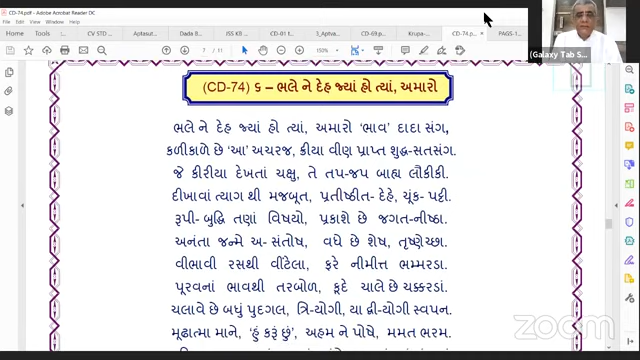 CD-74.pdf - Adobe Acrobat Reader DC
File Edit View Window Help
Home Tools CV STD Aptasut Dada B JSS KB CD-01 t 3_Aptva CD-69.p Krupa- CD-74.p... × PAGS-1
7 / 11
(Galaxy Tab S...
(CD-74) ૬ – ભલે ને દેહ જ્યાં હો ત્યાં, અમારો
ભલે ને દેહ જ્યાં હો ત્યાં, અમારો ‘ભાવ’ દાદા સંગ,
કળીકાળે છે ‘આ’ અચરજ, કીયા વીણ પ્રાપ્ત શુદ્ધ-સતસંગ.
જે કીરીયા દેખતાં ચક્ષુ, તે તપ-જપ બાહ્ય લૌકીકી.
દીખાવાં ત્યાગ થી મજબૂત, પ્રતીષ્ઠીત- દેહે, ચૂંક- પટ્ટી.
રૂપી- બુદ્ધિ તણાં વિષયો, પ્રકાશે છે જગત-નીષ્ઠા.
અનંતા જન્મે અ- સંતોષ, વધે છે શેષ, તૃષ્ણેચ્છા.
વીભાવી રસથી વીંટેલા, ફરે નીમીત્ત ભમ્મરડા.
પૂરવનાં ભાવથી તરબોળ, કૂદે ચાલે છે ચક્કરડાં.
ચલાવે છે બધું પુદગલ, ત્રિ-યોગી, યા દ્રી-યોગી સ્વપન.
મૂઢાત્મા માને, ‘હું કરૂં છું’, અહમ ને પોષે, મમત ભરમ.
zoom